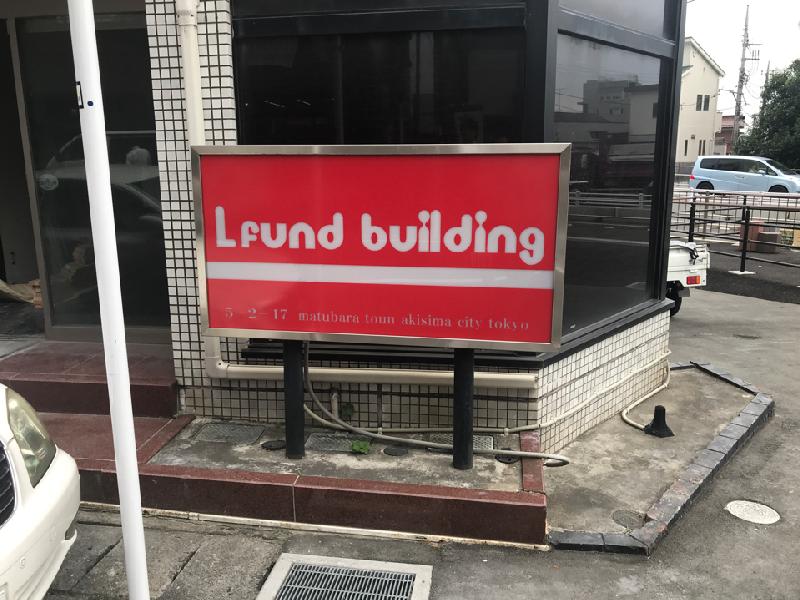 Lfund building
5-2-17 matubara toun akisima city tokyo